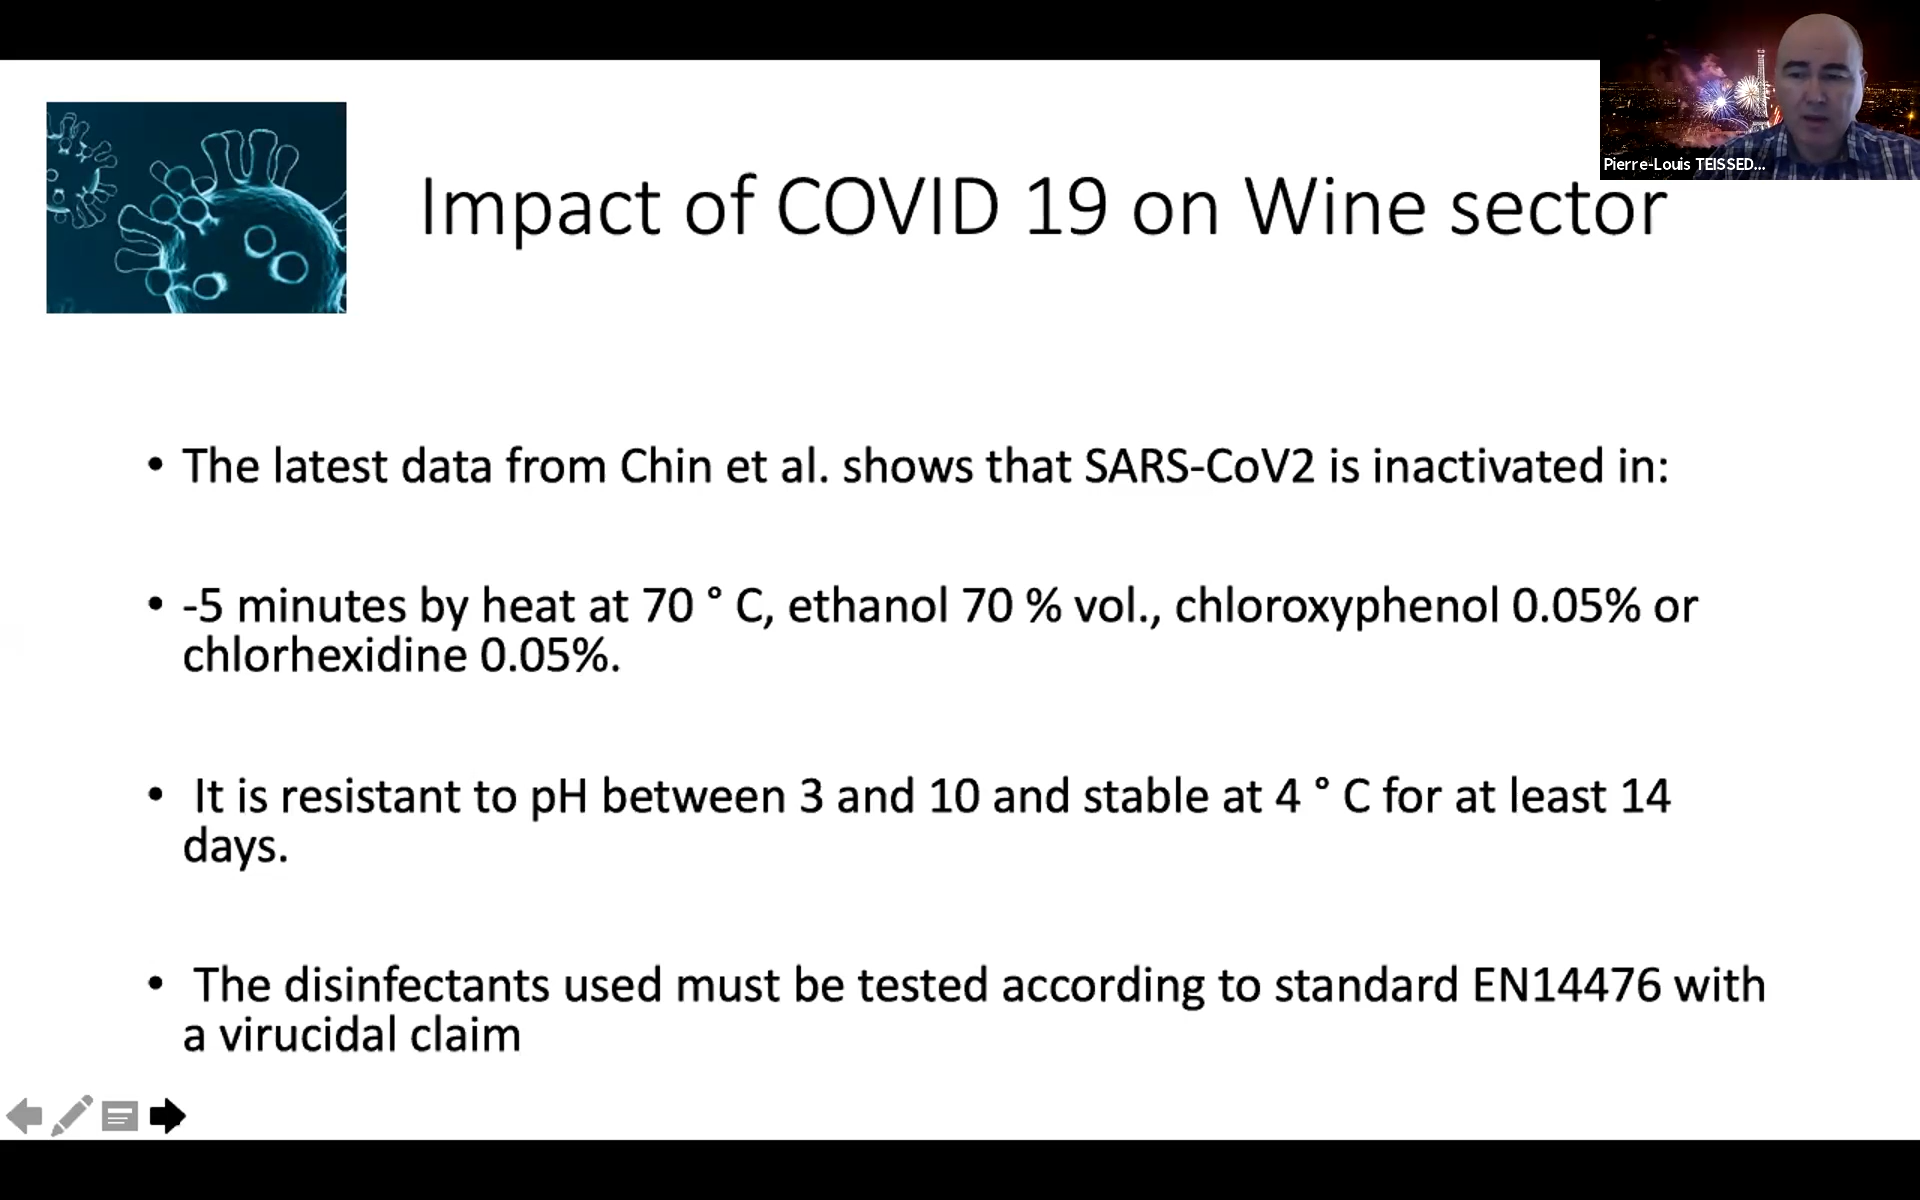 Pierre-Louis TEISSED...
Impact of COVID 19 on Wine sector
• The latest data from Chin et al. shows that SARS-CoV2 is inactivated in:
• -5 minutes by heat at 70 ° C, ethanol 70 % vol., chloroxyphenol 0.05% or
chlorhexidine 0.05%.
• It is resistant to pH between 3 and 10 and stable at 4 ° C for at least 14
days.
• The disinfectants used must be tested according to standard EN14476 with
a virucidal claim